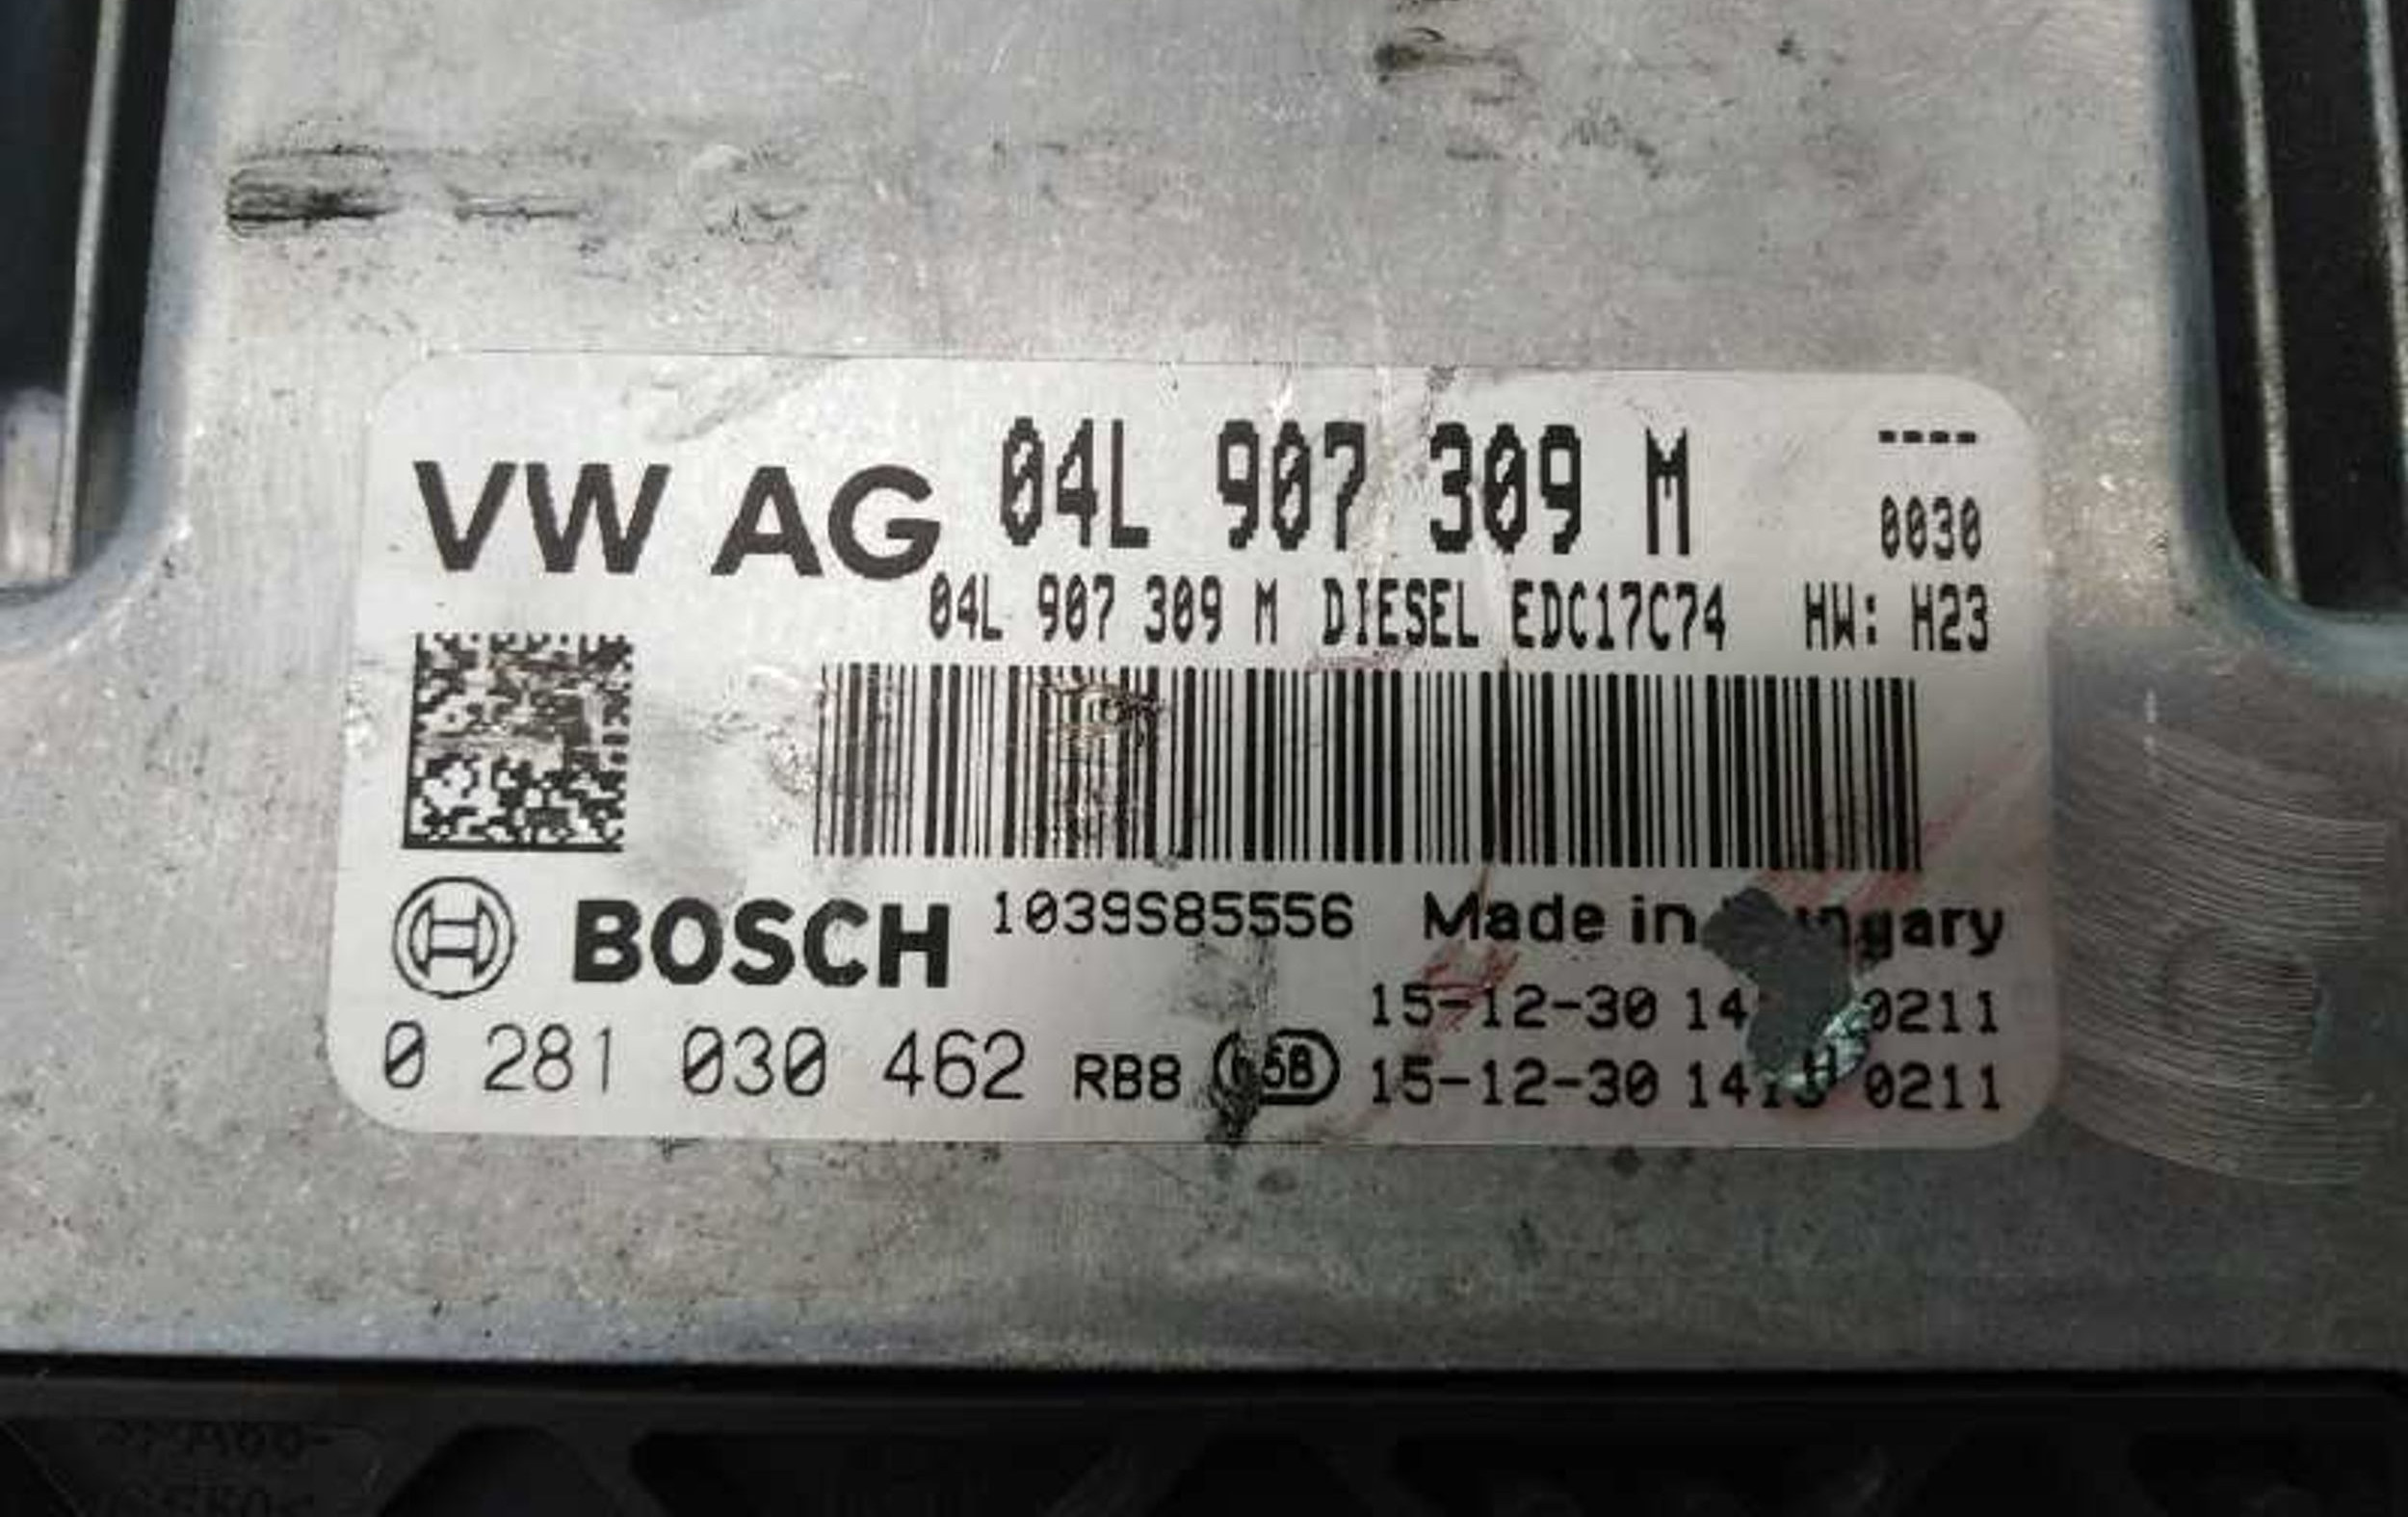 VW AG 04L 907 309 M ----
0030
04L 907 309 M DIESEL EDC17C74 HW: H23
BOSCH 1039S85556 Made in
15-12-30 0211
0 281 030 462 RB8 15-12-30 0211